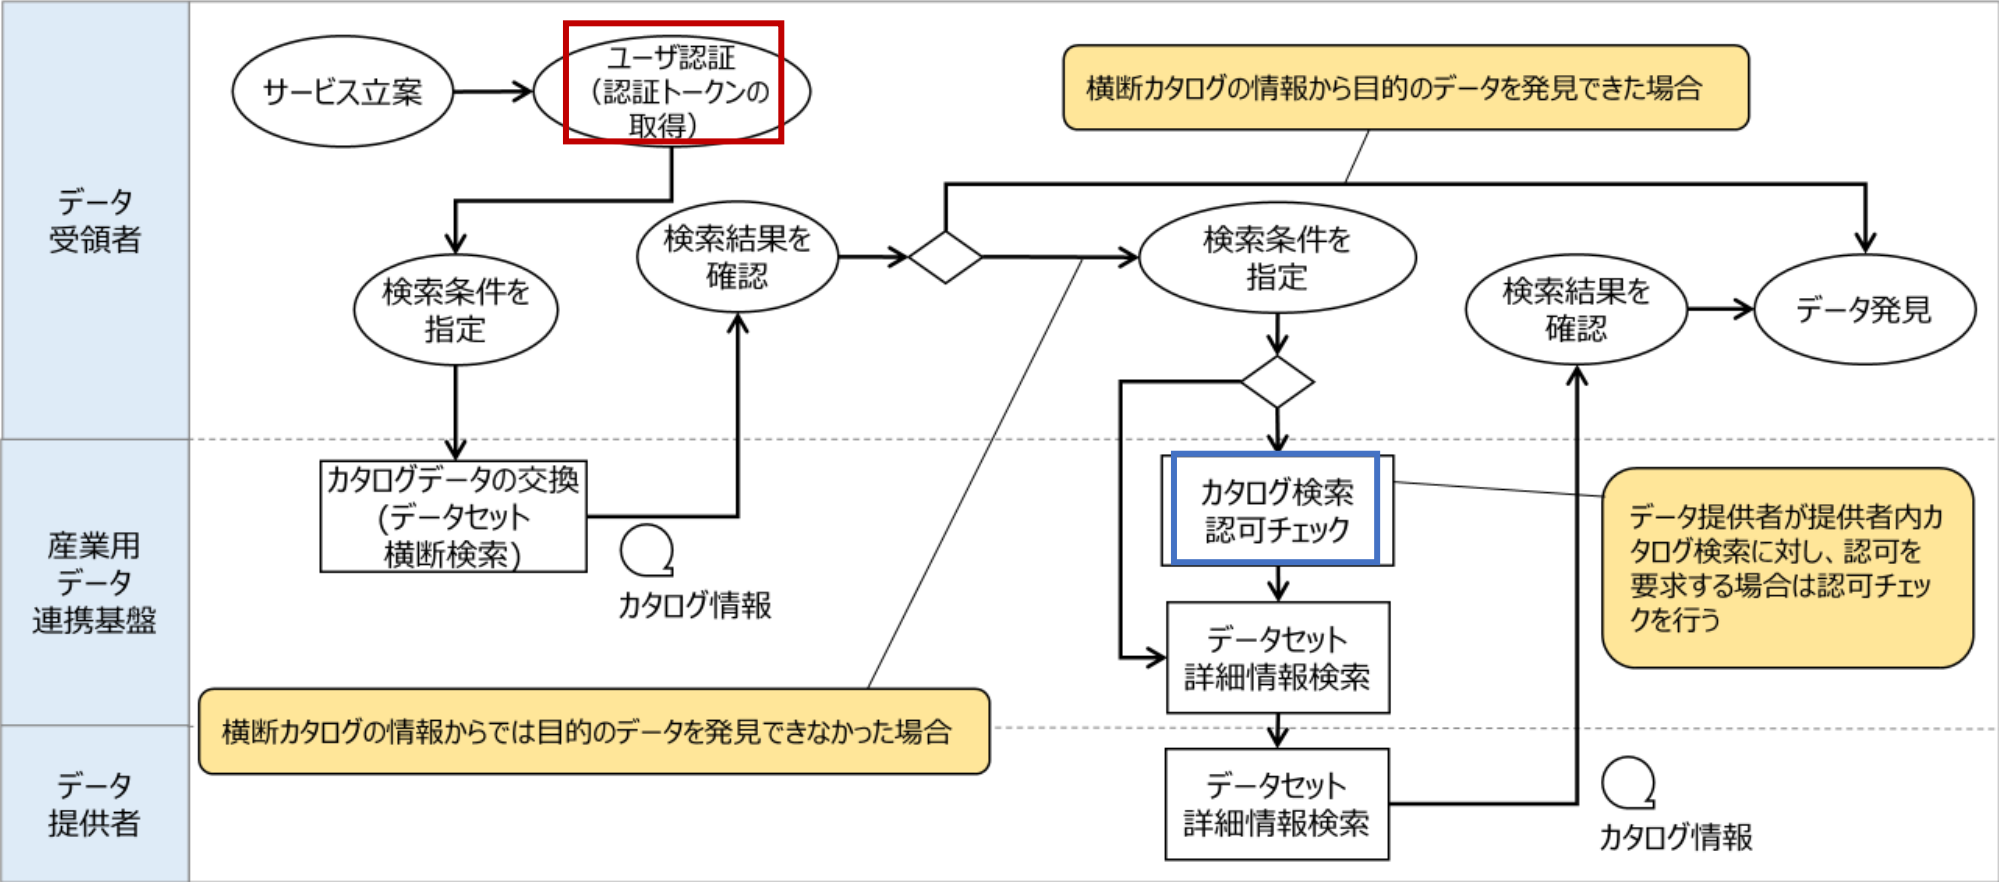 データ
受領者
サービス立案
ユーザ認証
（認証トークンの
取得）
横断カタログの情報から目的のデータを発見できた場合
検索条件を
指定
検索結果を
確認
検索条件を
指定
検索結果を
確認
データ発見
産業用
データ
連携基盤
カタログデータの交換
(データセット
横断検索)
カタログ情報
カタログ検索
認可チェック
データ提供者が提供者内カ
タログ検索に対し、認可を
要求する場合は認可チェッ
クを行う
データセット
詳細情報検索
横断カタログの情報からでは目的のデータを発見できなかった場合
データ
提供者
データセット
詳細情報検索
カタログ情報